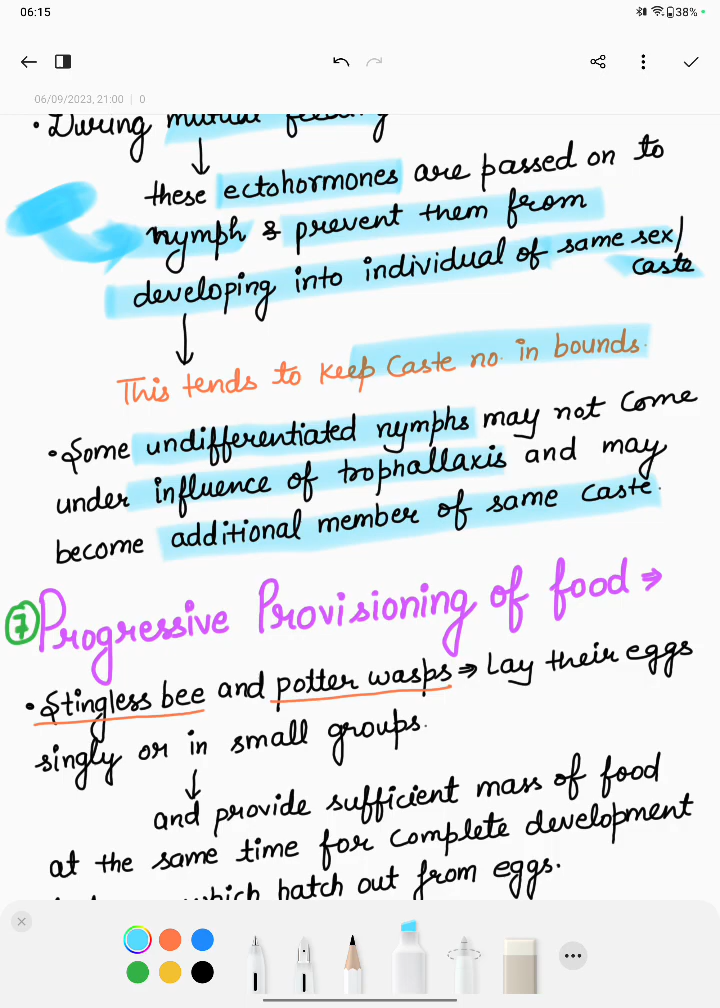 06:15
38%
06/09/2023, 21:00 | 0
• During mutual feeding
↓
these ectohormones are passed on to
nymph & prevent them from
developing into individual of same sex/
caste
↓
This tends to keep Caste no. in bounds.
• Some undifferentiated nymphs may not come
under influence of trophallaxis and may
become additional member of same caste.
⑦ Progressive Provisioning of food ⇒
• Stingless bee and potter wasps ⇒ Lay their eggs
singly or in small groups.
↓
and provide sufficient mass of food
at the same time for complete development
which hatch out from eggs.